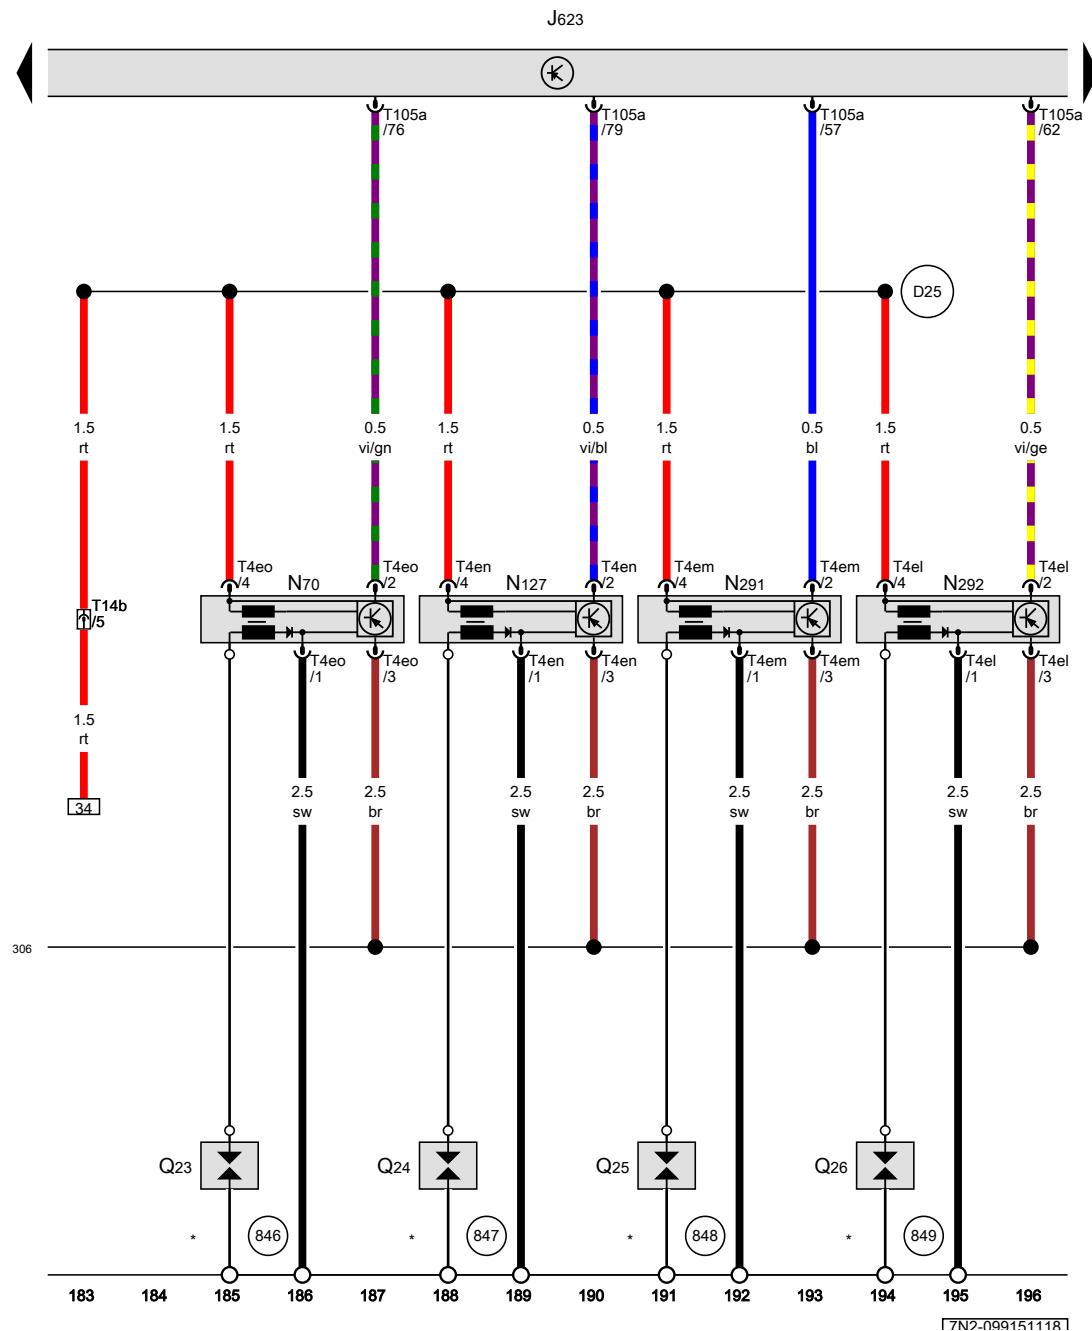 J623
T105a
/76
T105a
/79
T105a
/57
T105a
/62
D25
1.5
rt
1.5
rt
0.5
vi/gn
1.5
rt
0.5
vi/bl
1.5
rt
0.5
bl
1.5
rt
0.5
vi/ge
T4eo
/4
N70
T4eo
/2
T4en
/4
N127
T4en
/2
T4em
/4
N291
T4em
/2
T4el
/4
N292
T4el
/2
T14b
/5
T4eo
/1
T4eo
/3
T4en
/1
T4en
/3
T4em
/1
T4em
/3
T4el
/1
T4el
/3
1.5
rt
34
2.5
sw
2.5
br
2.5
sw
2.5
br
2.5
sw
2.5
br
2.5
sw
2.5
br
306
Q23
Q24
Q25
Q26
* 846
* 847
* 848
* 849
183 184 185 186 187 188 189 190 191 192 193 194 195 196
7N2-099151118